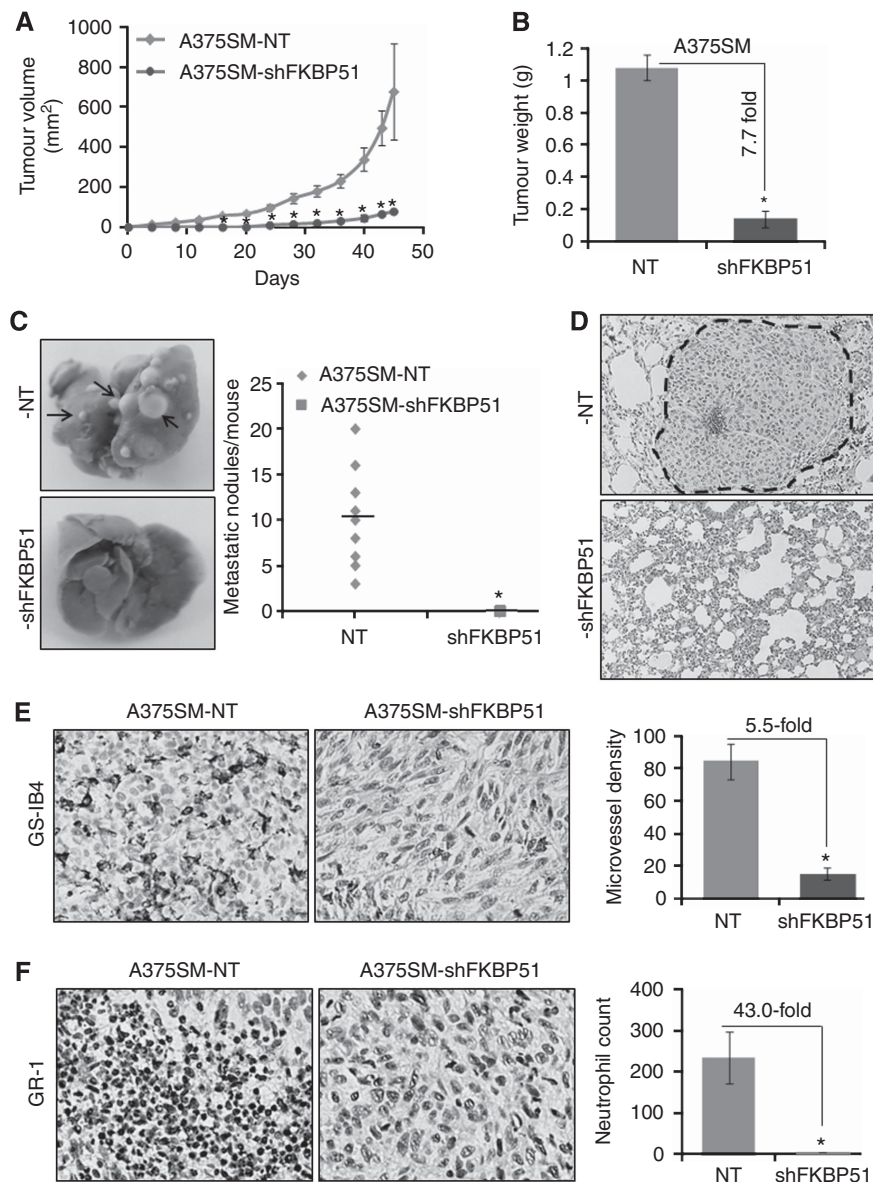 A
1000
800
600
400
200
0
Tumour volume
(mm2)
A375SM-NT
A375SM-shFKBP51
* * * * * * * *
0 10 20 30 40 50
Days
B
1.2
1
0.8
0.6
0.4
0.2
0
Tumour weight (g)
A375SM
7.7 fold
*
NT shFKBP51
C
-NT
-shFKBP51
25
20
15
10
5
0
Metastatic nodules/mouse
A375SM-NT
A375SM-shFKBP51
*
NT shFKBP51
D
-NT
-shFKBP51
E
A375SM-NT A375SM-shFKBP51
GS-IB4
100
80
60
40
20
0
Microvessel density
5.5-fold
*
NT shFKBP51
F
A375SM-NT A375SM-shFKBP51
GR-1
400
300
200
100
0
Neutrophil count
43.0-fold
*
NT shFKBP51